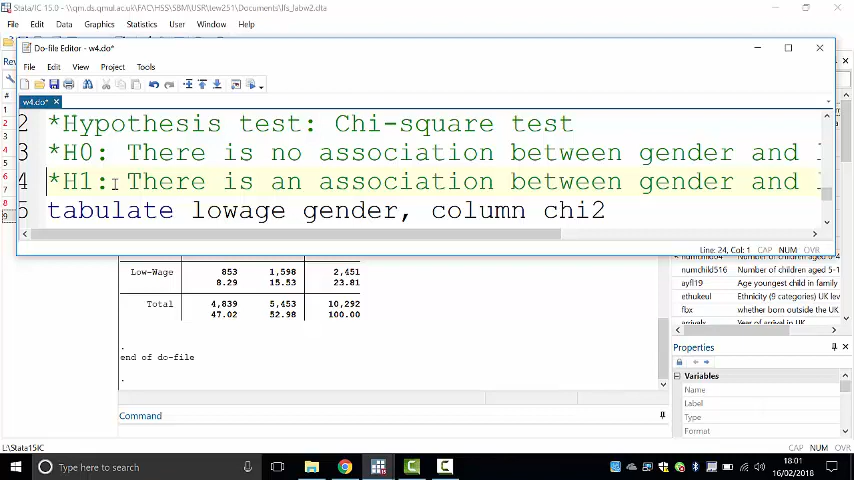 Stata/IC 15.0 - \\qm.ds.qmul.ac.uk\FAC\HSS\SBM\USR\tew251\Documents\lfs_labw2.dta
File Edit Data Graphics Statistics User Window Help
Do-file Editor - w4.do*
File Edit View Project Tools
w4.do*
2 *Hypothesis test: Chi-square test
3 *H0: There is no association between gender and
4 *H1: There is an association between gender and
5 tabulate lowage gender, column chi2
Line: 24, Col: 1 CAP NUM OVR
Low-Wage 853 1,598 2,451
8.29 15.53 23.81
Total 4,839 5,453 10,292
47.02 52.98 100.00
.
end of do-file
.
Command
numchild516 Number of children aged 5-1
ayfl19 Age youngest child in family
ethukeul Ethnicity (9 categories) UK lev
fbx whether born outside the UK
Year of arrival in UK
Properties
Variables
Name
Label
Type
Format
L:\Stata15IC
CAP NUM OVR
Type here to search
18.01
16/02/2018